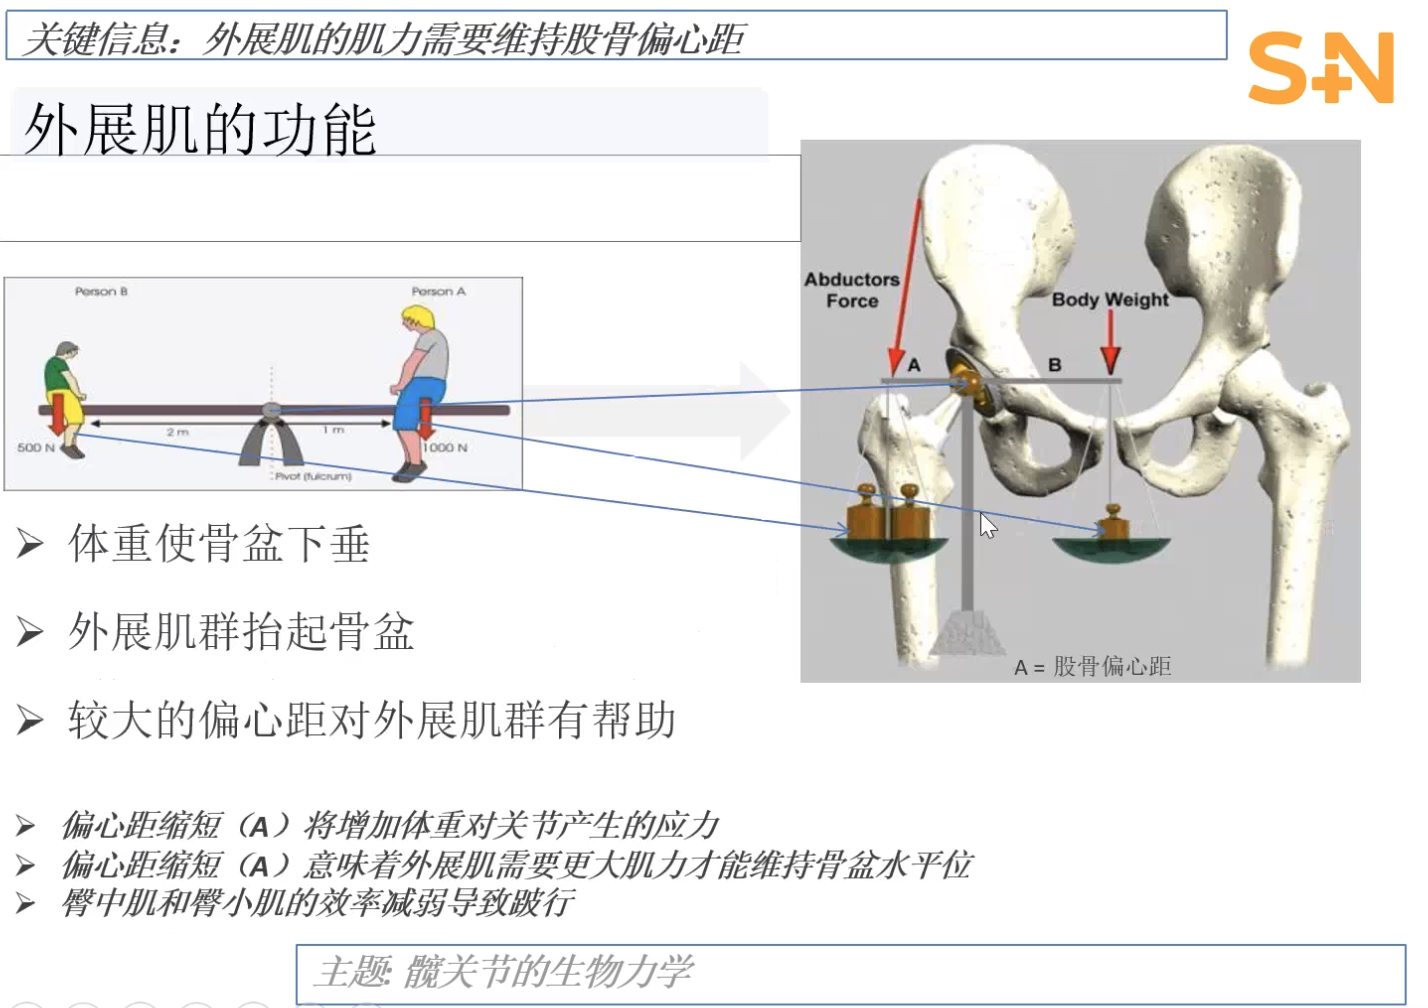 关键信息：外展肌的肌力需要维持股骨偏心距
S+N
外展肌的功能
Person B
Person A
500 N
2 m
1 m
1000 N
Pivot (fulcrum)
Abductors
Force
Body Weight
A
B
A = 股骨偏心距
➢ 体重使骨盆下垂
➢ 外展肌群抬起骨盆
➢ 较大的偏心距对外展肌群有帮助
➢ 偏心距缩短（A）将增加体重对关节产生的应力
➢ 偏心距缩短（A）意味着外展肌需要更大肌力才能维持骨盆水平位
➢ 臀中肌和臀小肌的效率减弱导致跛行
主题: 髋关节的生物力学